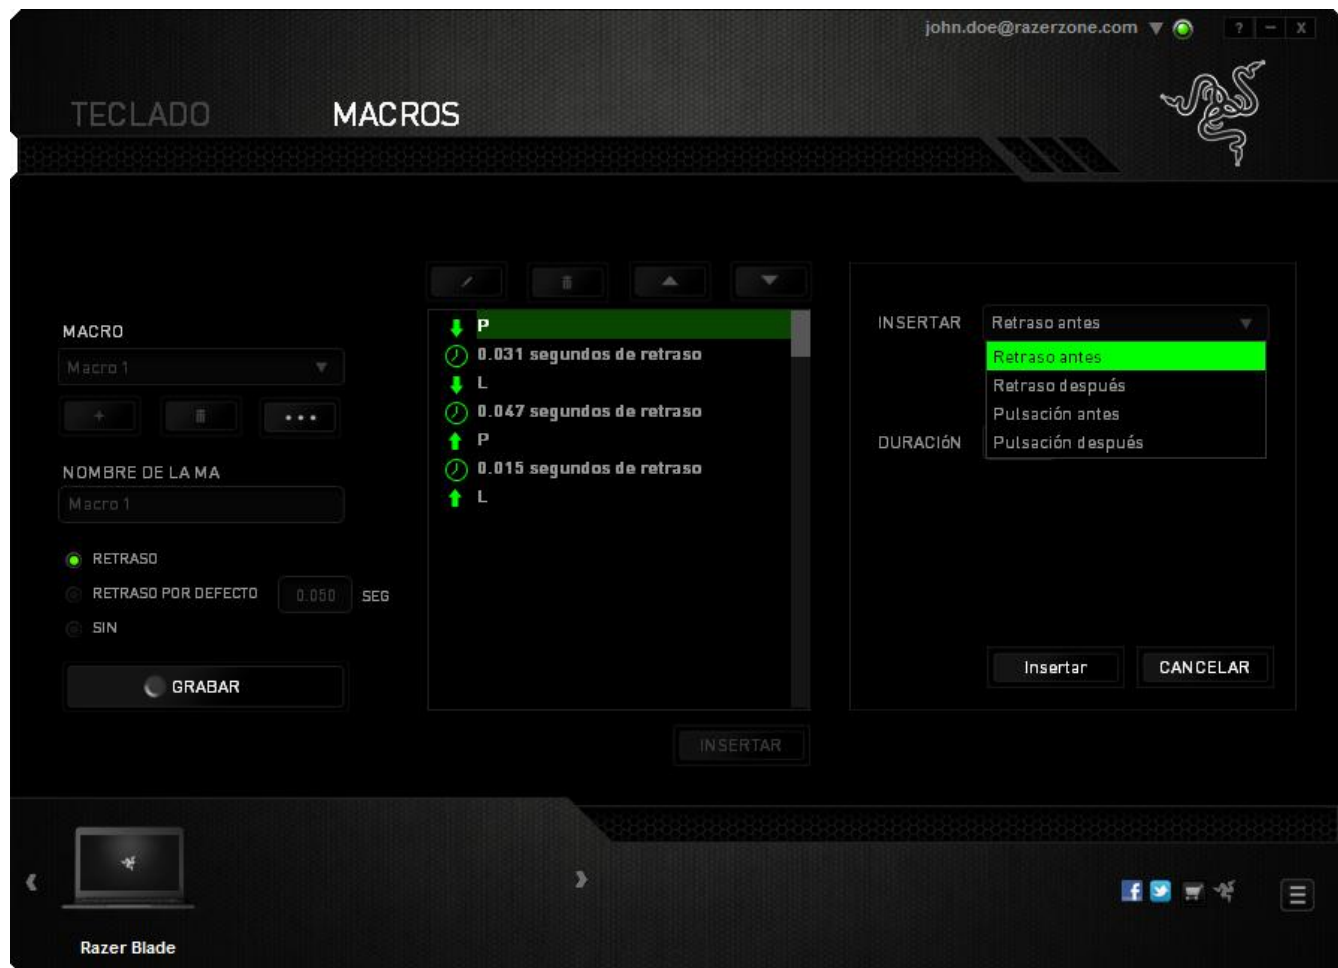 john.doe@razerzone.com
? – X
TECLADO
MACROS
MACRO
Macro 1
+
...
NOMBRE DE LA MA
Macro 1
RETRASO
RETRASO POR DEFECTO 0.050 SEG
SIN
GRABAR
P
0.031 segundos de retraso
L
0.047 segundos de retraso
P
0.015 segundos de retraso
L
INSERTAR
INSERTAR Retraso antes
Retraso antes
Retraso después
Pulsación antes
Pulsación después
DURACIóN
Insertar
CANCELAR
Razer Blade